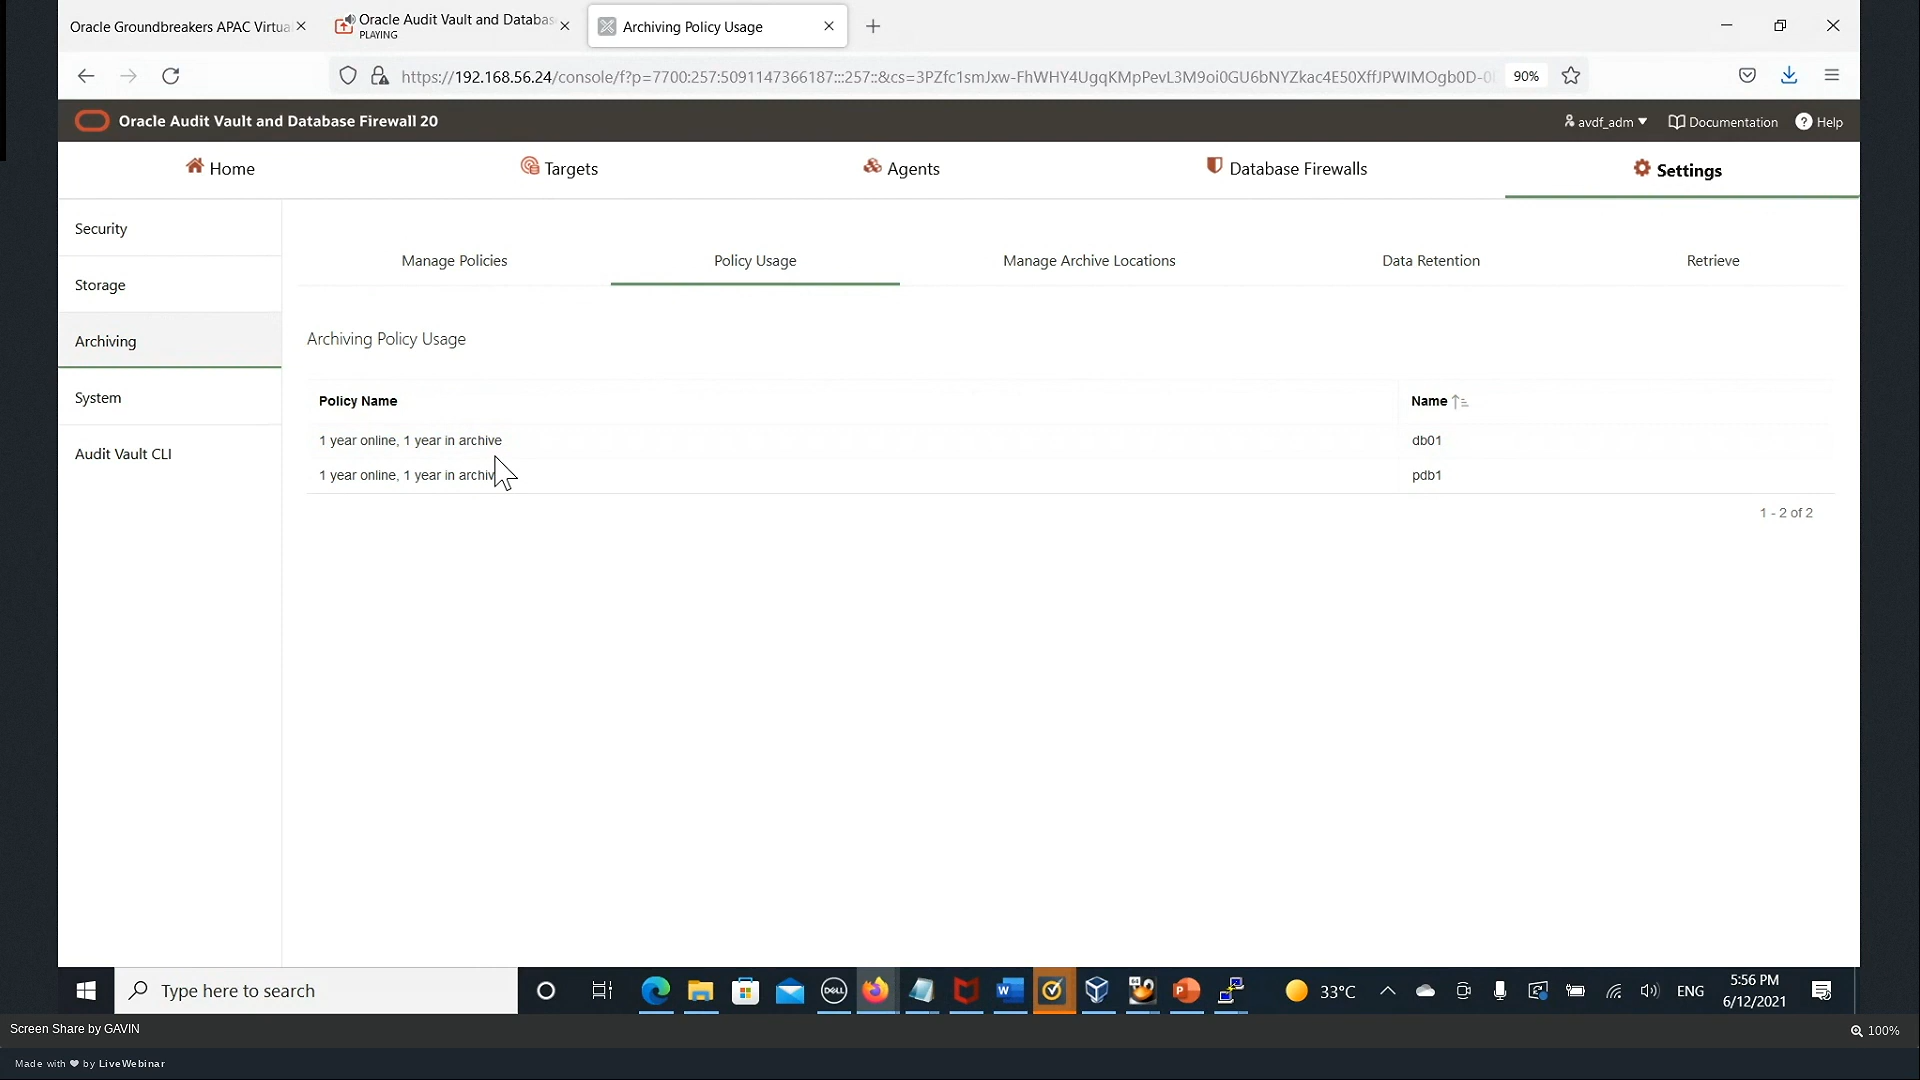 Oracle Groundbreakers APAC Virtua
Oracle Audit Vault and Databas
PLAYING
Archiving Policy Usage
https://192.168.56.24/console/f?p=7700:257:5091147366187:::257::&cs=3PZfc1smJxw-FhWHY4UgqKMpPevL3M9oi0GU6bNYZkac4E50XffJPWIMOgb0D-0
90%
Oracle Audit Vault and Database Firewall 20
avdf_adm
Documentation
? Help
Home
Targets
Agents
Database Firewalls
Settings
Security
Storage
Archiving
System
Audit Vault CLI
Manage Policies
Policy Usage
Manage Archive Locations
Data Retention
Retrieve
Archiving Policy Usage
Policy Name
Name
1 year online, 1 year in archive
db01
1 year online, 1 year in archiv
pdb1
1 - 2 of 2
Type here to search
DELL
33°C
ENG
5:56 PM
6/12/2021
Screen Share by GAVIN
100%
Made with ❤ by LiveWebinar